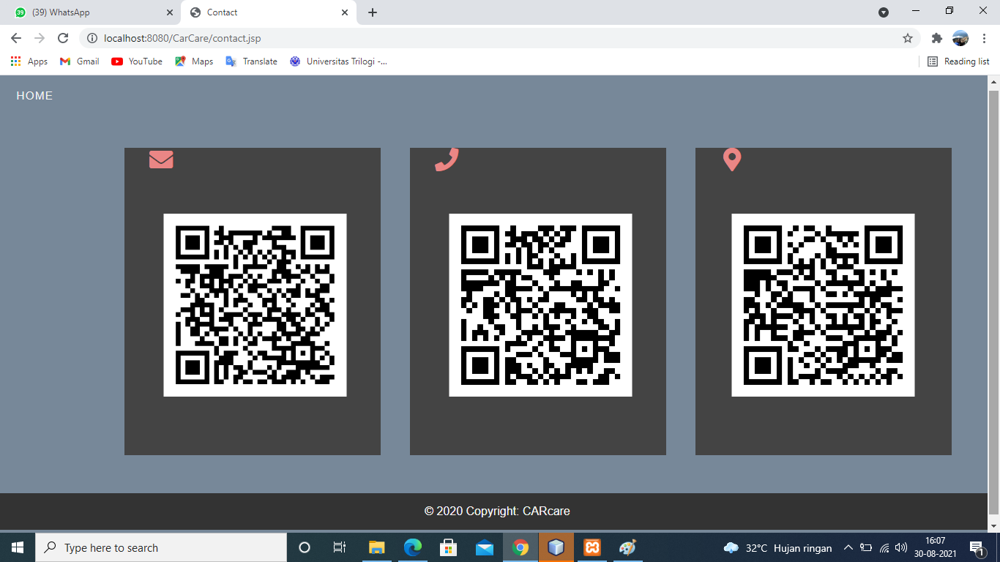 (39) WhatsApp
Contact
localhost:8080/CarCare/contact.jsp
Apps
Gmail
YouTube
Maps
Translate
Universitas Trilogi -...
Reading list
HOME
© 2020 Copyright: CARcare
Type here to search
32°C Hujan ringan
16:07
30-08-2021
1